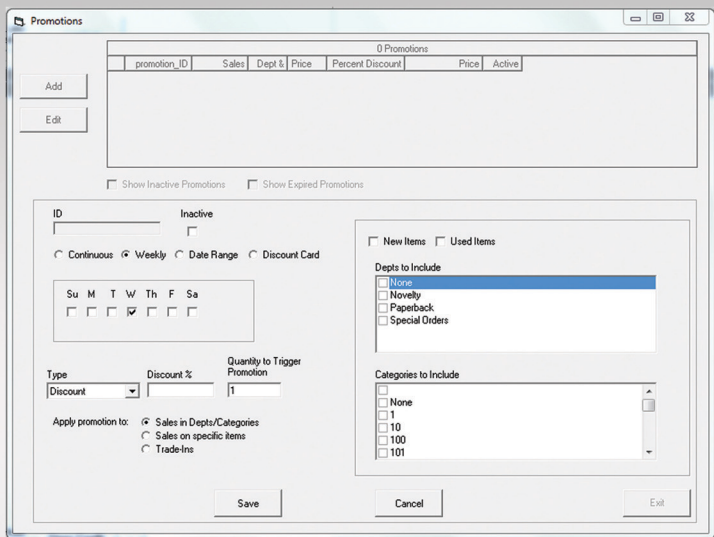 Promotions
0 Promotions
promotion_ID Sales Dept & Price Percent Discount Price Active
Add
Edit
Show Inactive Promotions Show Expired Promotions
ID Inactive
Continuous Weekly Date Range Discount Card
Su M T W Th F Sa
Type Discount % Quantity to Trigger Promotion
Discount 1
Apply promotion to: Sales in Depts/Categories
Sales on specific items
Trade-Ins
New Items Used Items
Depts to Include
None
Novelty
Paperback
Special Orders
Categories to Include
None
1
10
100
101
Save Cancel Exit